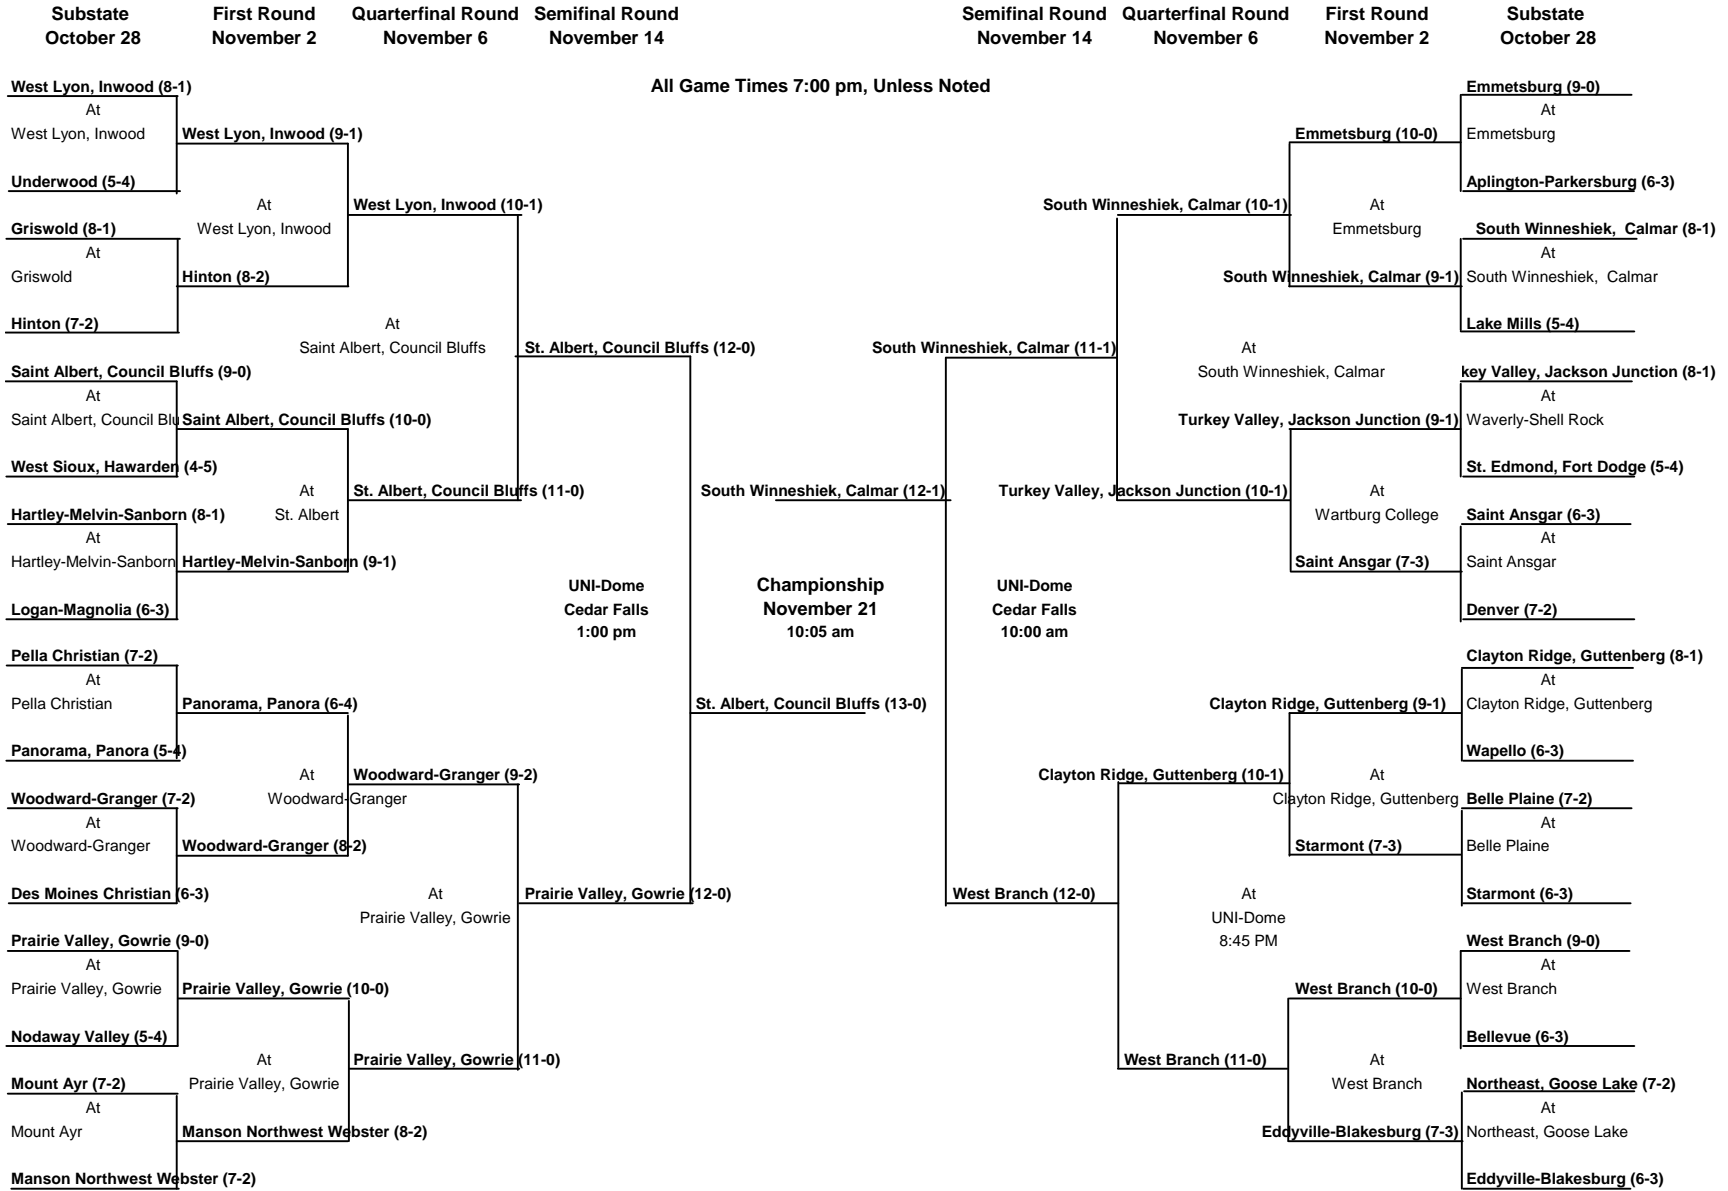 Substate
October 28
First Round
November 2
Quarterfinal Round
November 6
Semifinal Round
November 14
Semifinal Round
November 14
Quarterfinal Round
November 6
First Round
November 2
Substate
October 28
All Game Times 7:00 pm, Unless Noted
West Lyon, Inwood (8-1)
At
West Lyon, Inwood
Underwood (5-4)
Griswold (8-1)
At
Griswold
Hinton (7-2)
Saint Albert, Council Bluffs (9-0)
At
Saint Albert, Council Blu
West Sioux, Hawarden (4-5)
Hartley-Melvin-Sanborn (8-1)
At
Hartley-Melvin-Sanborn
Logan-Magnolia (6-3)
Pella Christian (7-2)
At
Pella Christian
Panorama, Panora (5-4)
Woodward-Granger (7-2)
At
Woodward-Granger
Des Moines Christian (6-3)
Prairie Valley, Gowrie (9-0)
At
Prairie Valley, Gowrie
Nodaway Valley (5-4)
Mount Ayr (7-2)
At
Mount Ayr
Manson Northwest Webster (7-2)
West Lyon, Inwood (9-1)
At
West Lyon, Inwood
Hinton (8-2)
Saint Albert, Council Bluffs (10-0)
At
St. Albert
Hartley-Melvin-Sanborn (9-1)
Panorama, Panora (6-4)
At
Woodward-Granger
Woodward-Granger (8-2)
Prairie Valley, Gowrie (10-0)
At
Prairie Valley, Gowrie
Manson Northwest Webster (8-2)
West Lyon, Inwood (10-1)
At
Saint Albert, Council Bluffs
St. Albert, Council Bluffs (11-0)
Woodward-Granger (9-2)
At
Prairie Valley, Gowrie
Prairie Valley, Gowrie (11-0)
St. Albert, Council Bluffs (12-0)
UNI-Dome
Cedar Falls
1:00 pm
Prairie Valley, Gowrie (12-0)
South Winneshiek, Calmar (12-1)
Championship
November 21
10:05 am
St. Albert, Council Bluffs (13-0)
South Winneshiek, Calmar (11-1)
UNI-Dome
Cedar Falls
10:00 am
West Branch (12-0)
South Winneshiek, Calmar (10-1)
At
South Winneshiek, Calmar
Turkey Valley, Jackson Junction (10-1)
Clayton Ridge, Guttenberg (10-1)
At
UNI-Dome
8:45 PM
West Branch (11-0)
Emmetsburg (10-0)
At
Emmetsburg
South Winneshiek, Calmar (9-1)
Turkey Valley, Jackson Junction (9-1)
At
Wartburg College
Saint Ansgar (7-3)
Clayton Ridge, Guttenberg (9-1)
At
Clayton Ridge, Guttenberg
Starmont (7-3)
West Branch (10-0)
At
West Branch
Eddyville-Blakesburg (7-3)
Emmetsburg (9-0)
At
Emmetsburg
Aplington-Parkersburg (6-3)
South Winneshiek, Calmar (8-1)
At
South Winneshiek, Calmar
Lake Mills (5-4)
key Valley, Jackson Junction (8-1)
At
Waverly-Shell Rock
St. Edmond, Fort Dodge (5-4)
Saint Ansgar (6-3)
At
Saint Ansgar
Denver (7-2)
Clayton Ridge, Guttenberg (8-1)
At
Clayton Ridge, Guttenberg
Wapello (6-3)
Belle Plaine (7-2)
At
Belle Plaine
Starmont (6-3)
West Branch (9-0)
At
West Branch
Bellevue (6-3)
Northeast, Goose Lake (7-2)
At
Northeast, Goose Lake
Eddyville-Blakesburg (6-3)